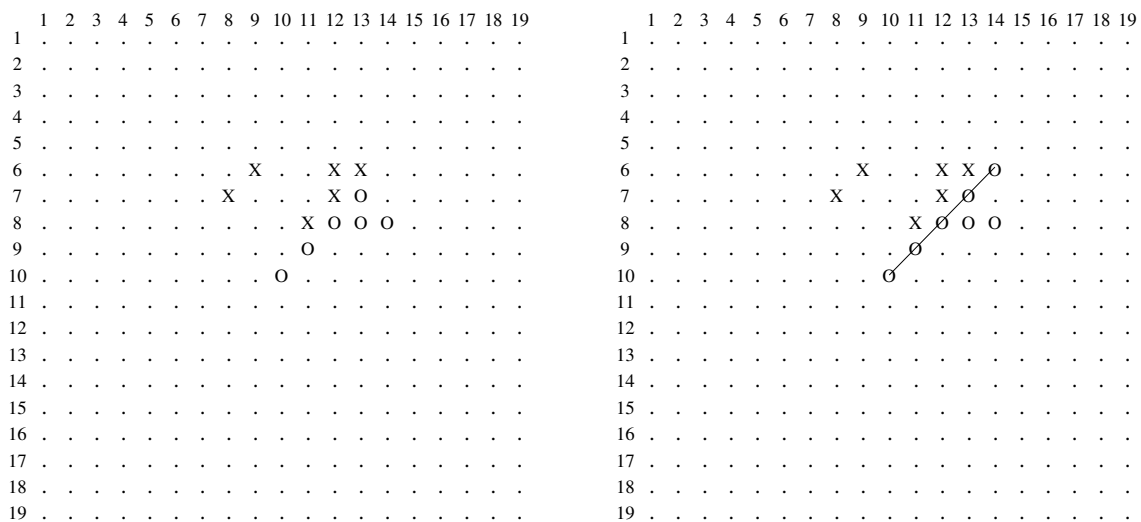 1 2 3 4 5 6 7 8 9 10 11 12 13 14 15 16 17 18 19
1 . . . . . . . . . . . . . . . . . . .
2 . . . . . . . . . . . . . . . . . . .
3 . . . . . . . . . . . . . . . . . . .
4 . . . . . . . . . . . . . . . . . . .
5 . . . . . . . . . . . . . . . . . . .
6 . . . . . . . . X . . X X . . . . . .
7 . . . . . . . X . . . X O . . . . . .
8 . . . . . . . . . . X O O O . . . . .
9 . . . . . . . . . . O . . . . . . . .
10 . . . . . . . . . O . . . . . . . . .
11 . . . . . . . . . . . . . . . . . . .
12 . . . . . . . . . . . . . . . . . . .
13 . . . . . . . . . . . . . . . . . . .
14 . . . . . . . . . . . . . . . . . . .
15 . . . . . . . . . . . . . . . . . . .
16 . . . . . . . . . . . . . . . . . . .
17 . . . . . . . . . . . . . . . . . . .
18 . . . . . . . . . . . . . . . . . . .
19 . . . . . . . . . . . . . . . . . . .
1 2 3 4 5 6 7 8 9 10 11 12 13 14 15 16 17 18 19
1 . . . . . . . . . . . . . . . . . . .
2 . . . . . . . . . . . . . . . . . . .
3 . . . . . . . . . . . . . . . . . . .
4 . . . . . . . . . . . . . . . . . . .
5 . . . . . . . . . . . . . . . . . . .
6 . . . . . . . . X . . X X O . . . . .
7 . . . . . . . X . . . X O . . . . . .
8 . . . . . . . . . . X O O O . . . . .
9 . . . . . . . . . . O . . . . . . . .
10 . . . . . . . . . O . . . . . . . . .
11 . . . . . . . . . . . . . . . . . . .
12 . . . . . . . . . . . . . . . . . . .
13 . . . . . . . . . . . . . . . . . . .
14 . . . . . . . . . . . . . . . . . . .
15 . . . . . . . . . . . . . . . . . . .
16 . . . . . . . . . . . . . . . . . . .
17 . . . . . . . . . . . . . . . . . . .
18 . . . . . . . . . . . . . . . . . . .
19 . . . . . . . . . . . . . . . . . . .